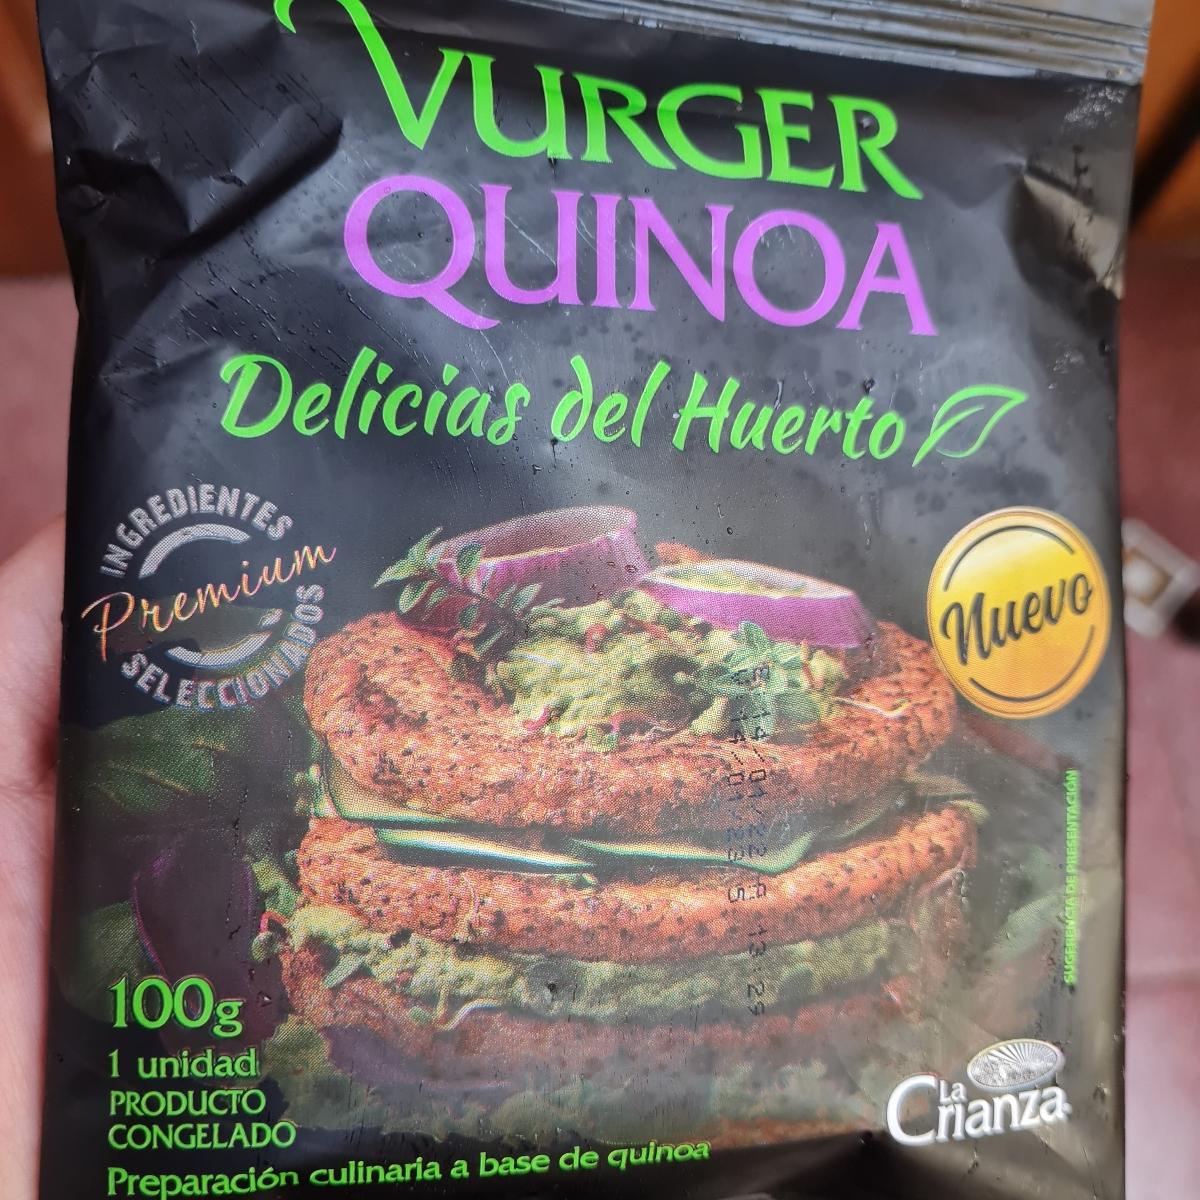 VURGER
QUINOA
Delicias del Huerto
INGREDIENTES
Premium
SELECCIONADOS
Nuevo
SUGERENCIA DE PRESENTACIÓN
100g
1 unidad
PRODUCTO
CONGELADO
Preparación culinaria a base de quinoa
La
Crianza